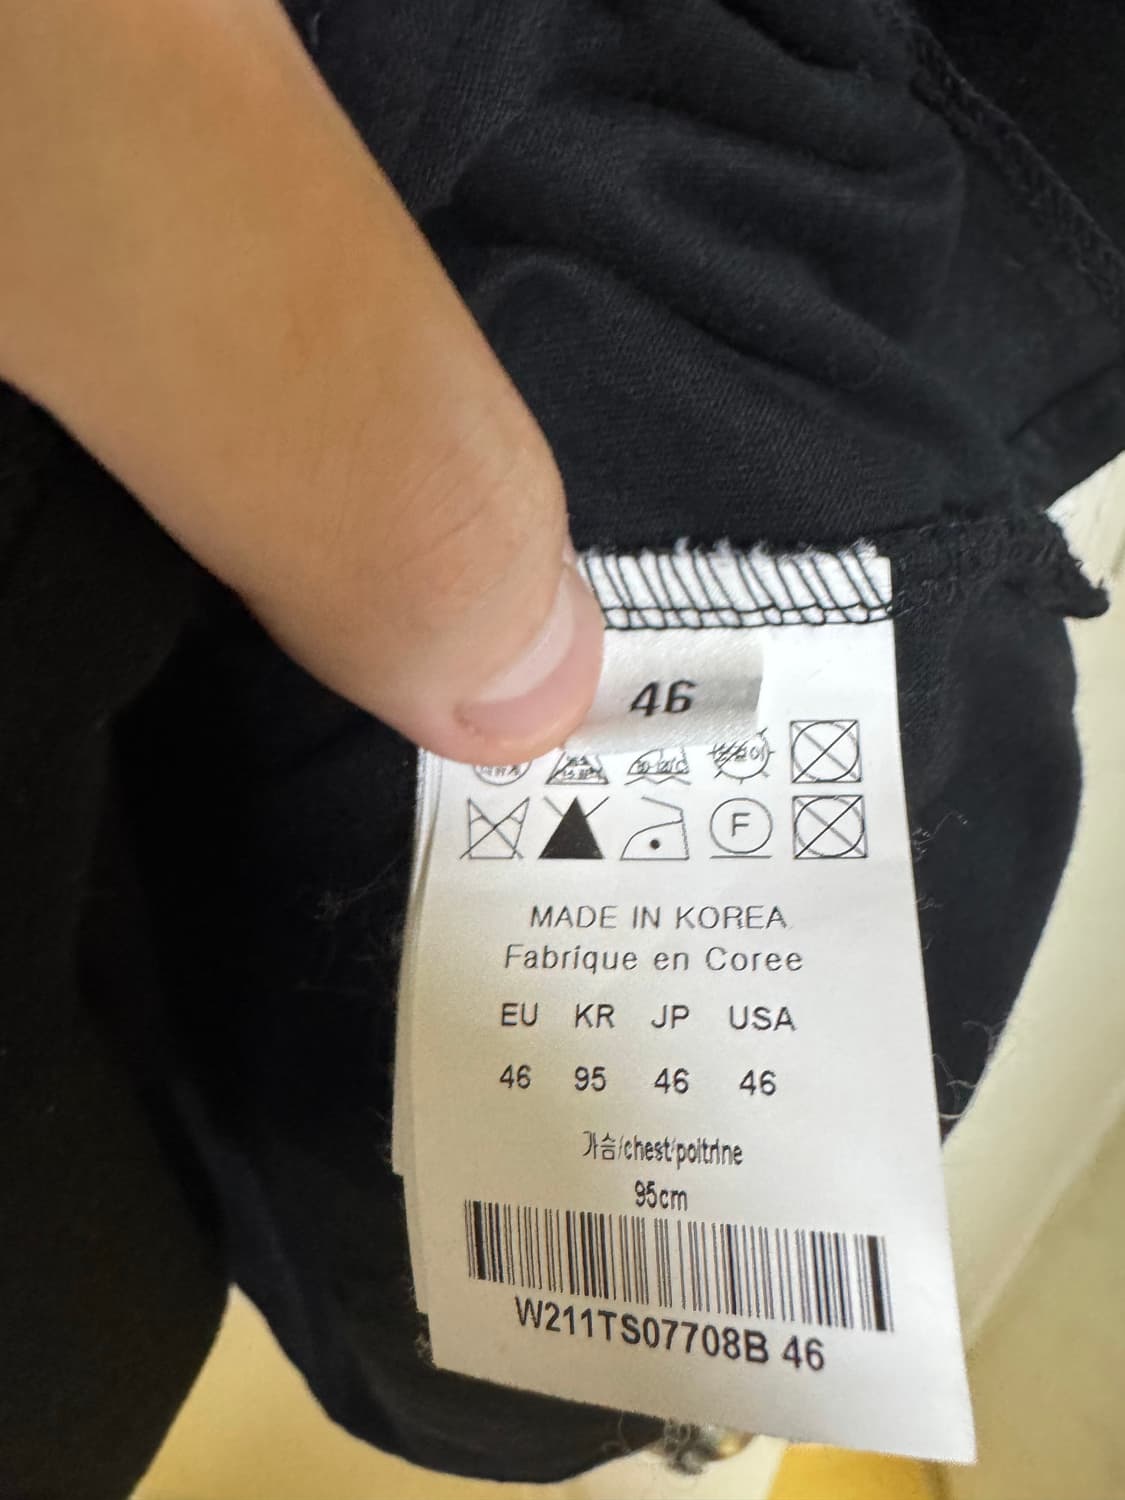 46
F
MADE IN KOREA
Fabrique en Coree
EU KR JP USA
46 95 46 46
가슴/chest/poitrine
95cm
W211TS07708B 46